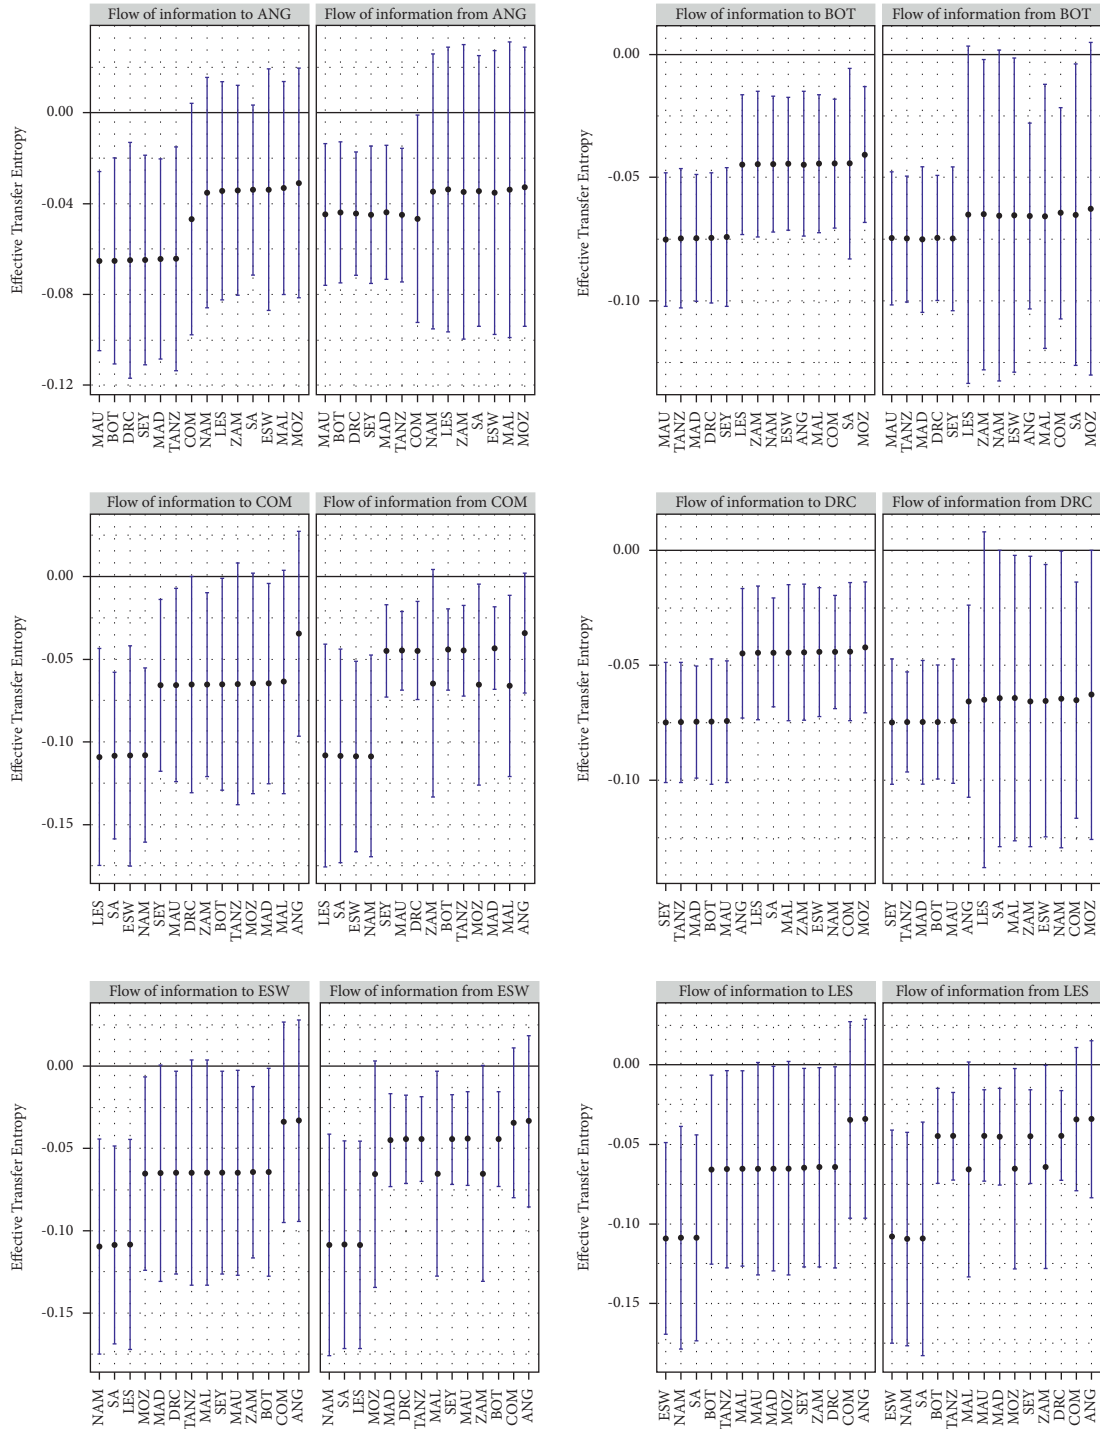 Flow of information to ANG
Flow of information from ANG
Effective Transfer Entropy
0.00
-0.04
-0.08
-0.12
MAU BOT DRC SEY MAD TANZ COM NAM LES ZAM SA ESW MAL MOZ
MAU BOT DRC SEY MAD TANZ COM NAM LES ZAM SA ESW MAL MOZ
Flow of information to BOT
Flow of information from BOT
Effective Transfer Entropy
0.00
-0.05
-0.10
MAU TANZ MAD DRC SEY LES ZAM NAM ESW ANG MAL COM SA MOZ
MAU TANZ MAD DRC SEY LES ZAM NAM ESW ANG MAL COM SA MOZ
Flow of information to COM
Flow of information from COM
Effective Transfer Entropy
0.00
-0.05
-0.10
-0.15
LES SA ESW NAM SEY MAU DRC ZAM BOT TANZ MOZ MAD MAL ANG
LES SA ESW NAM SEY MAU DRC ZAM BOT TANZ MOZ MAD MAL ANG
Flow of information to DRC
Flow of information from DRC
Effective Transfer Entropy
0.00
-0.05
-0.10
SEY TANZ MAD BOT MAU ANG LES SA MAL ZAM ESW NAM COM MOZ
SEY TANZ MAD BOT MAU ANG LES SA MAL ZAM ESW NAM COM MOZ
Flow of information to ESW
Flow of information from ESW
Effective Transfer Entropy
0.00
-0.05
-0.10
-0.15
NAM SA LES MOZ MAD DRC TANZ MAL SEY MAU ZAM BOT COM ANG
NAM SA LES MOZ MAD DRC TANZ MAL SEY MAU ZAM BOT COM ANG
Flow of information to LES
Flow of information from LES
Effective Transfer Entropy
0.00
-0.05
-0.10
-0.15
ESW NAM SA BOT TANZ MAL MAU MAD MOZ SEY ZAM DRC COM ANG
ESW NAM SA BOT TANZ MAL MAU MAD MOZ SEY ZAM DRC COM ANG